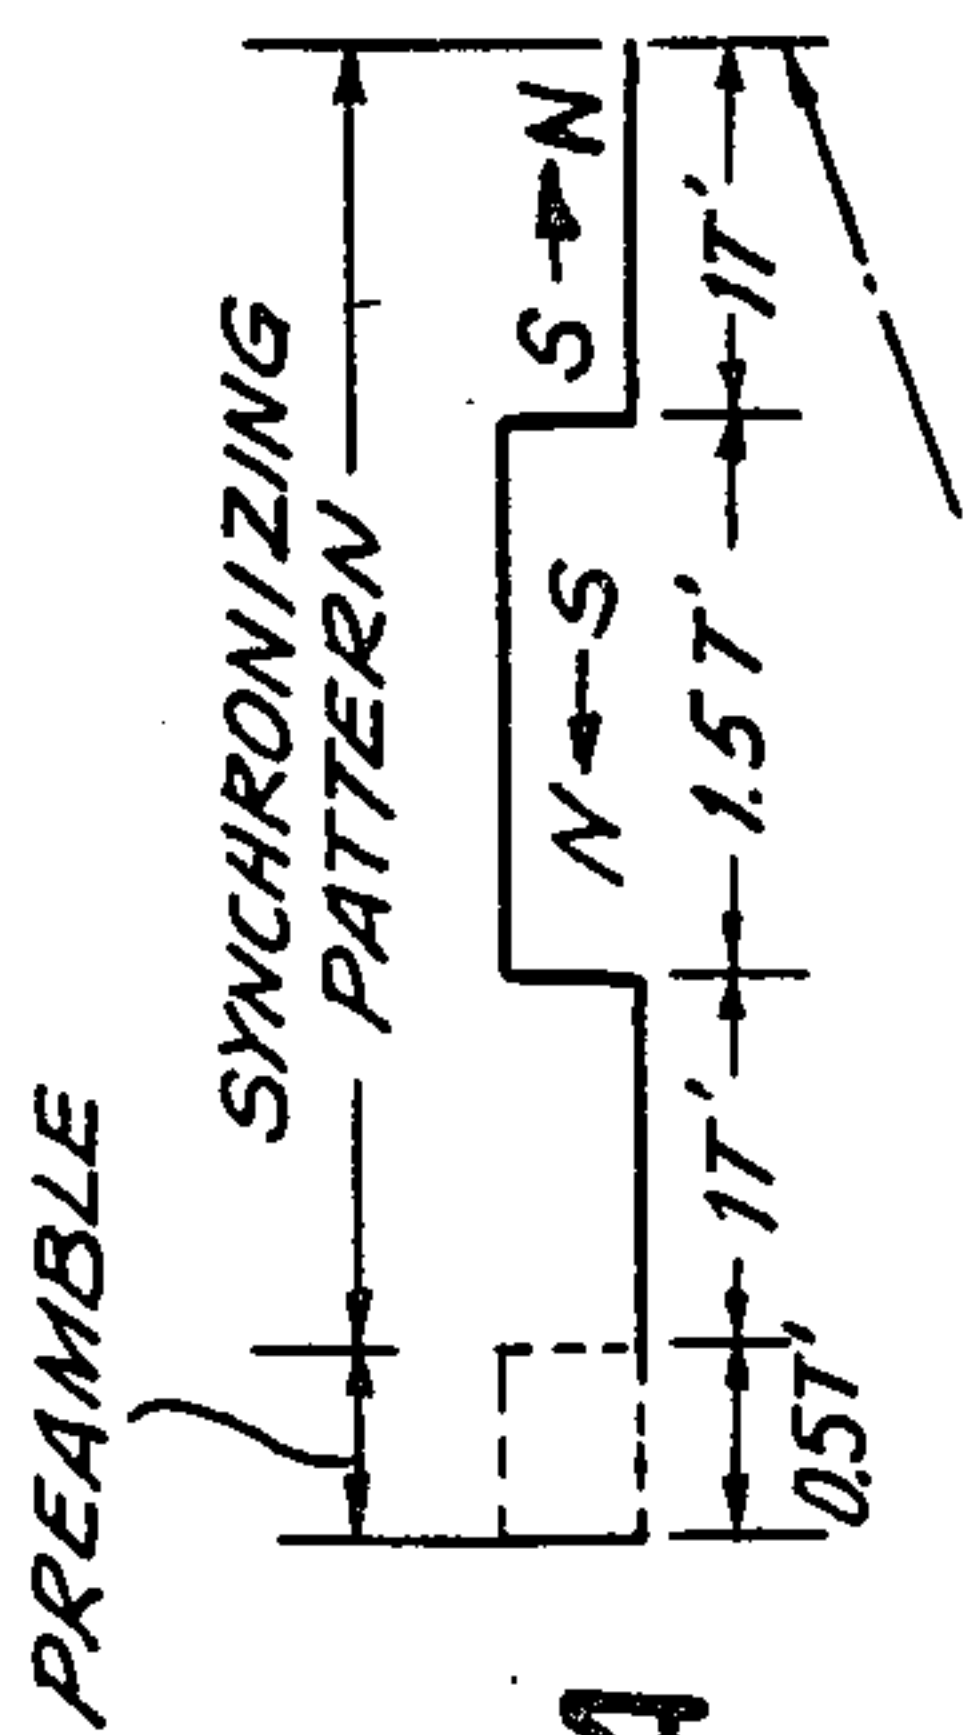 PREAMBLE
SYNCHRONIZING
PATTERN
N S
S N
0.5T'
1T'
1.5T'
1T'